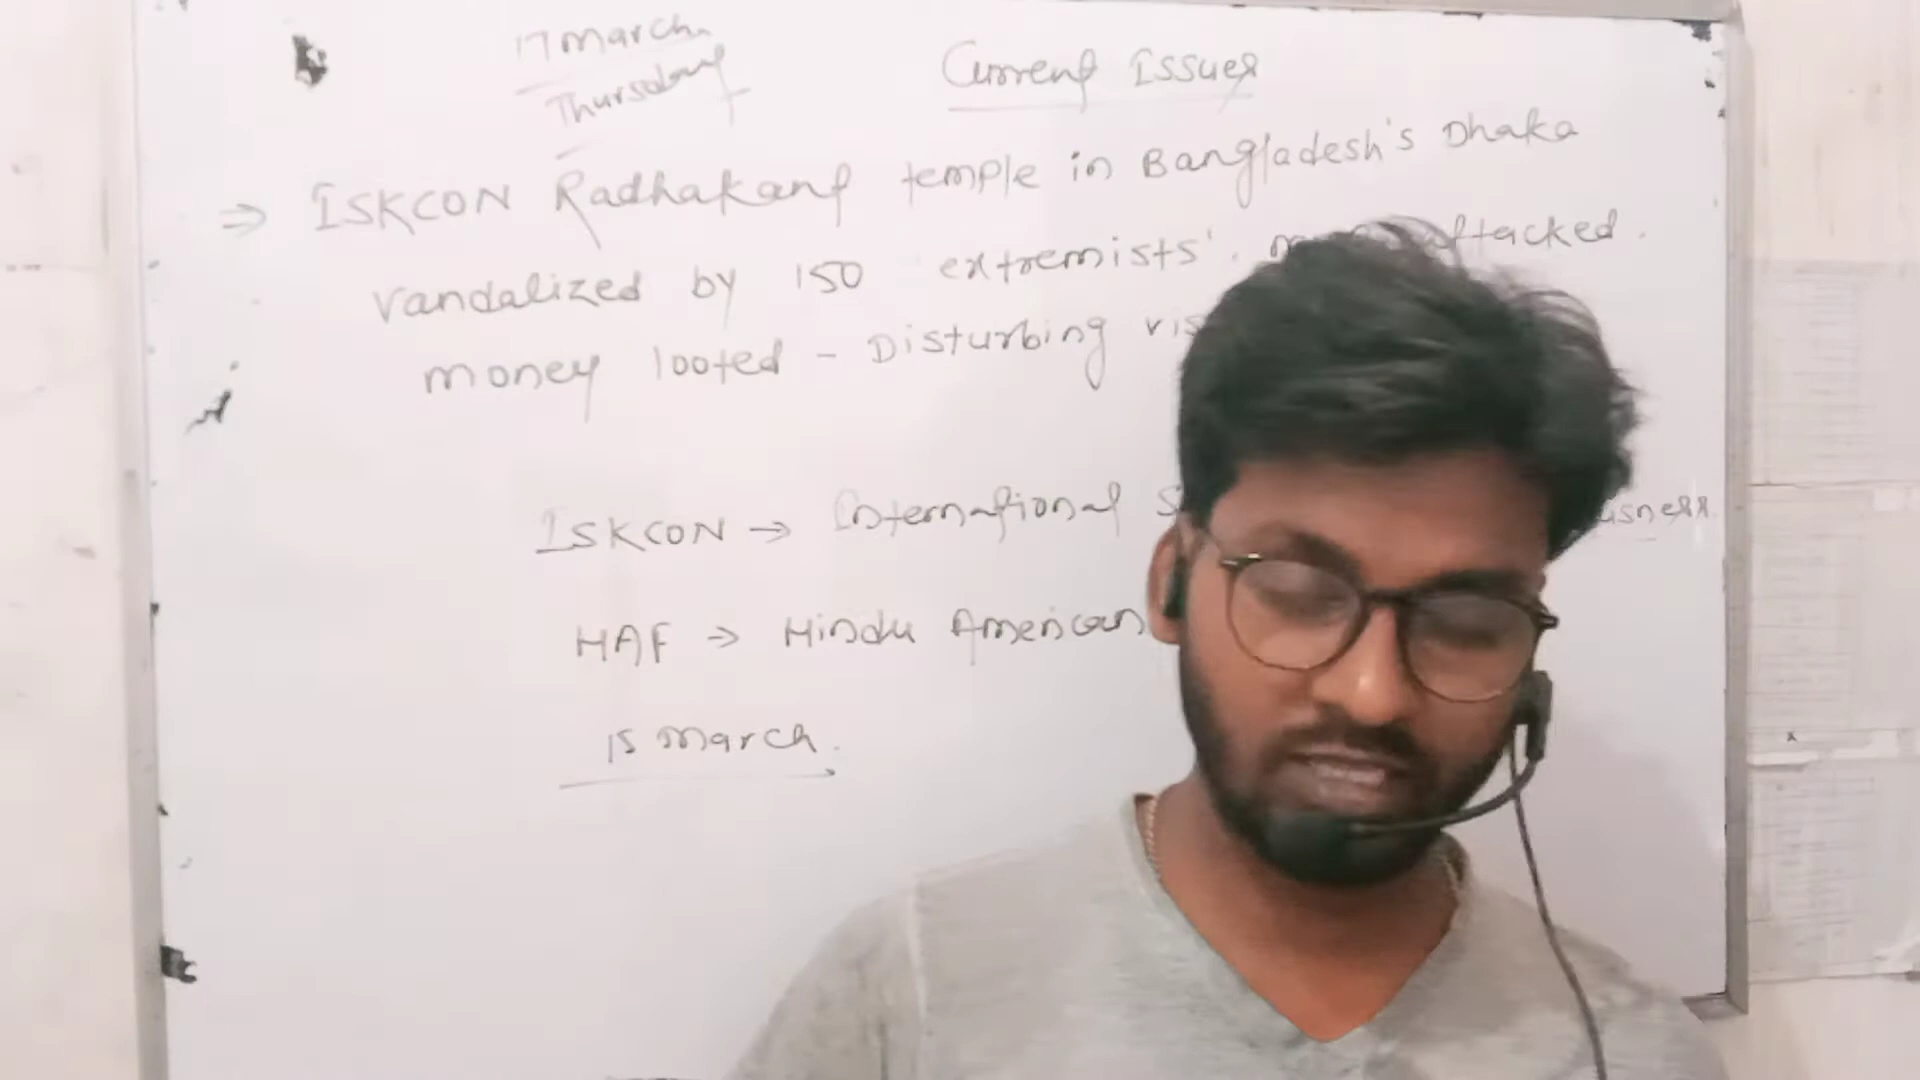 17 March
Thursday
Current Issues
⇒ ISKCON Radhakant temple in Bangladesh's Dhaka
vandalized by 150 extremists', attacked.
money looted - Disturbing
ISKCON → International
HAF → Hindu American
15 March.